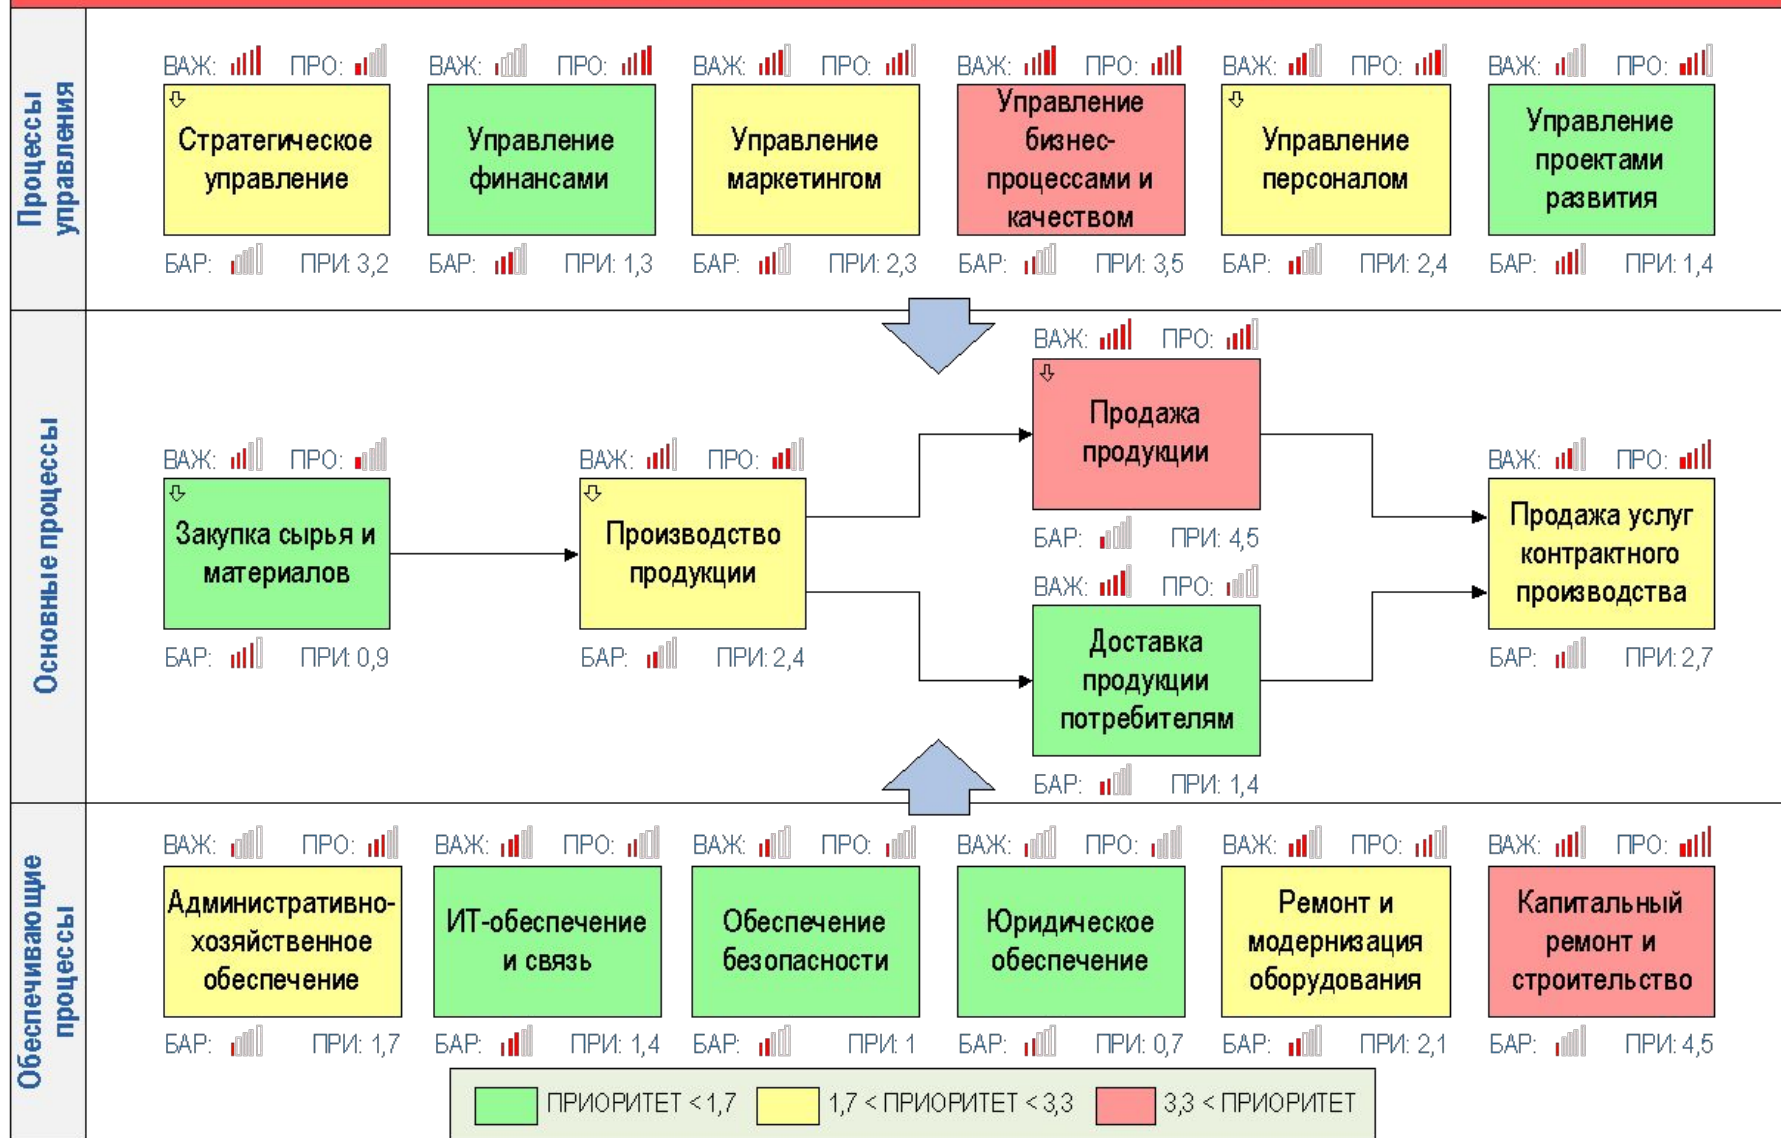 Процессы
управления
ВАЖ: ПРО: ВАЖ: ПРО: ВАЖ: ПРО: ВАЖ: ПРО: ВАЖ: ПРО: ВАЖ: ПРО:
Стратегическое
управление
БАР: ПРИ: 3,2
Управление
финансами
БАР: ПРИ: 1,3
Управление
маркетингом
БАР: ПРИ: 2,3
Управление
бизнес-
процессами и
качеством
БАР: ПРИ: 3,5
Управление
персоналом
БАР: ПРИ: 2,4
Управление
проектами
развития
БАР: ПРИ: 1,4
Основные процессы
ВАЖ: ПРО:
Закупка сырья и
материалов
БАР: ПРИ: 0,9
ВАЖ: ПРО:
Производство
продукции
БАР: ПРИ: 2,4
ВАЖ: ПРО:
Продажа
продукции
БАР: ПРИ: 4,5
ВАЖ: ПРО:
Доставка
продукции
потребителям
БАР: ПРИ: 1,4
ВАЖ: ПРО:
Продажа услуг
контрактного
производства
БАР: ПРИ: 2,7
Обеспечивающие
процессы
ВАЖ: ПРО: ВАЖ: ПРО: ВАЖ: ПРО: ВАЖ: ПРО: ВАЖ: ПРО: ВАЖ: ПРО:
Административно-
хозяйственное
обеспечение
БАР: ПРИ: 1,7
ИТ-обеспечение
и связь
БАР: ПРИ: 1,4
Обеспечение
безопасности
БАР: ПРИ: 1
Юридическое
обеспечение
БАР: ПРИ: 0,7
Ремонт и
модернизация
оборудования
БАР: ПРИ: 2,1
Капитальный
ремонт и
строительство
БАР: ПРИ: 4,5
ПРИОРИТЕТ < 1,7 1,7 < ПРИОРИТЕТ < 3,3 3,3 < ПРИОРИТЕТ